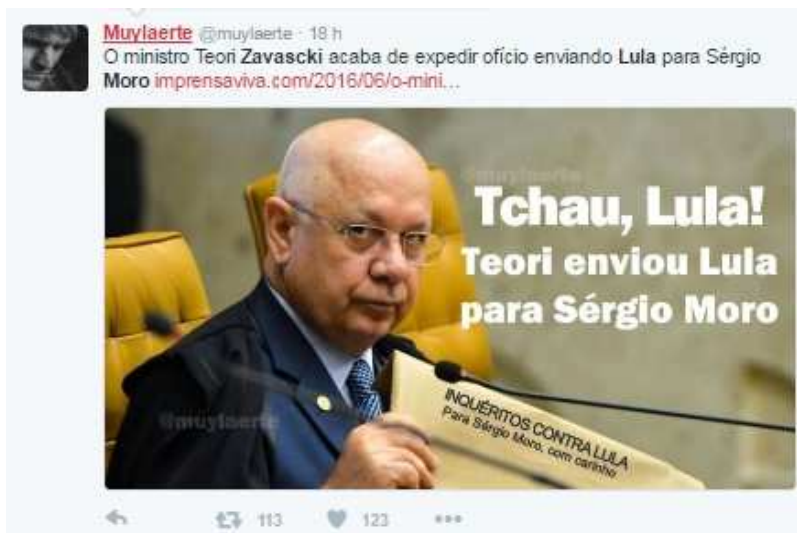 Muylaerte @muylaerte · 18 h
O ministro Teori Zavascki acaba de expedir ofício enviando Lula para Sérgio
Moro imprensaviva.com/2016/06/o-mini...
@muylaerte
Tchau, Lula!
Teori enviou Lula
para Sérgio Moro
INQUÉRITOS CONTRA LULA
Para Sérgio Moro, com carinho
@muylaerte
113 123